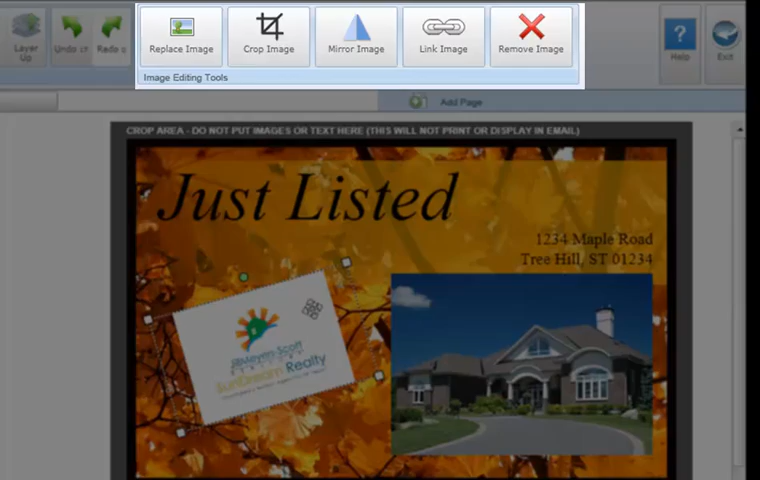 Layer
Up
Undo
Redo
Replace Image
Crop Image
Mirror Image
Link Image
Remove Image
Help
Exit
Image Editing Tools
Add Page
CROP AREA - DO NOT PUT IMAGES OR TEXT HERE (THIS WILL NOT PRINT OR DISPLAY IN EMAIL)
Just Listed
1234 Maple Road
Tree Hill, ST 01234
Realty